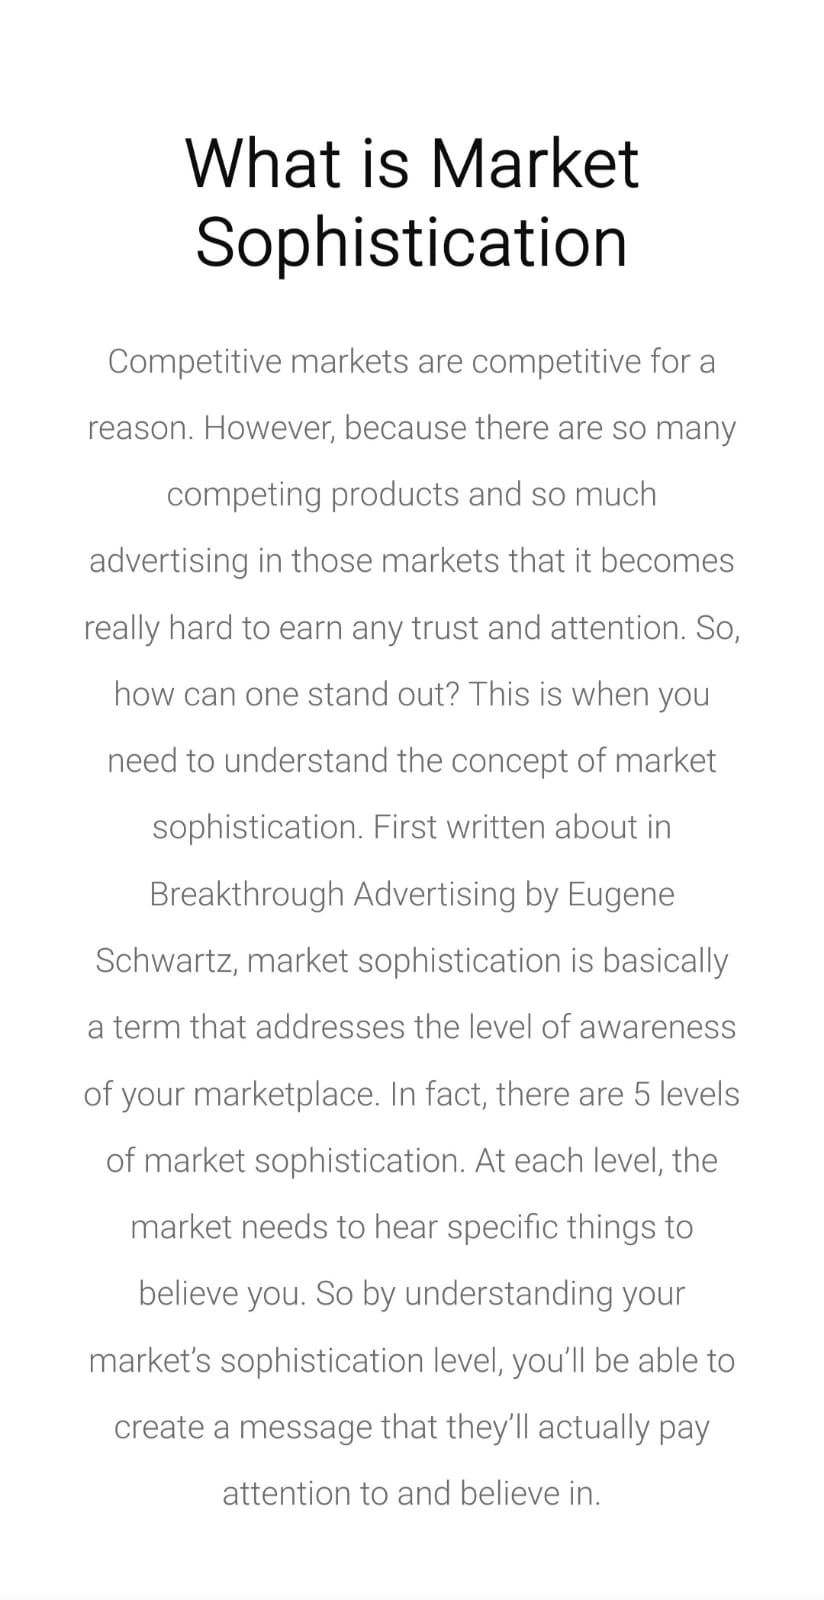 What is Market
Sophistication
Competitive markets are competitive for a
reason. However, because there are so many
competing products and so much
advertising in those markets that it becomes
really hard to earn any trust and attention. So,
how can one stand out? This is when you
need to understand the concept of market
sophistication. First written about in
Breakthrough Advertising by Eugene
Schwartz, market sophistication is basically
a term that addresses the level of awareness
of your marketplace. In fact, there are 5 levels
of market sophistication. At each level, the
market needs to hear specific things to
believe you. So by understanding your
market’s sophistication level, you’ll be able to
create a message that they’ll actually pay
attention to and believe in.